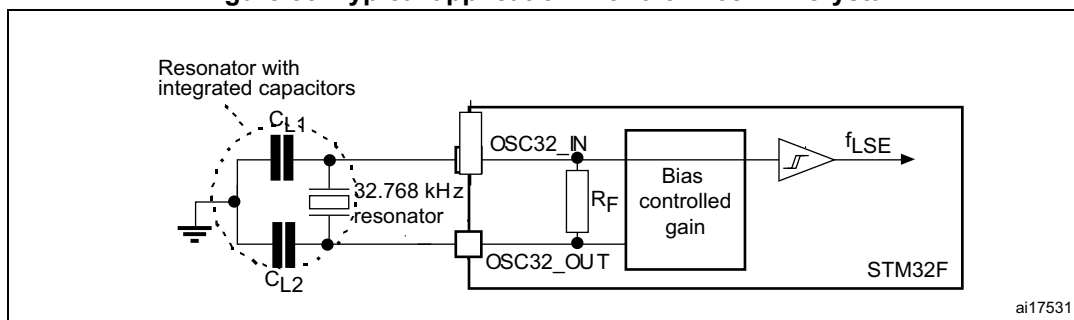 Resonator with
integrated capacitors
CL1
OSC32_IN
fLSE
32.768 kHz
resonator
RF
Bias
controlled
gain
OSC32_OUT
STM32F
CL2
ai17531